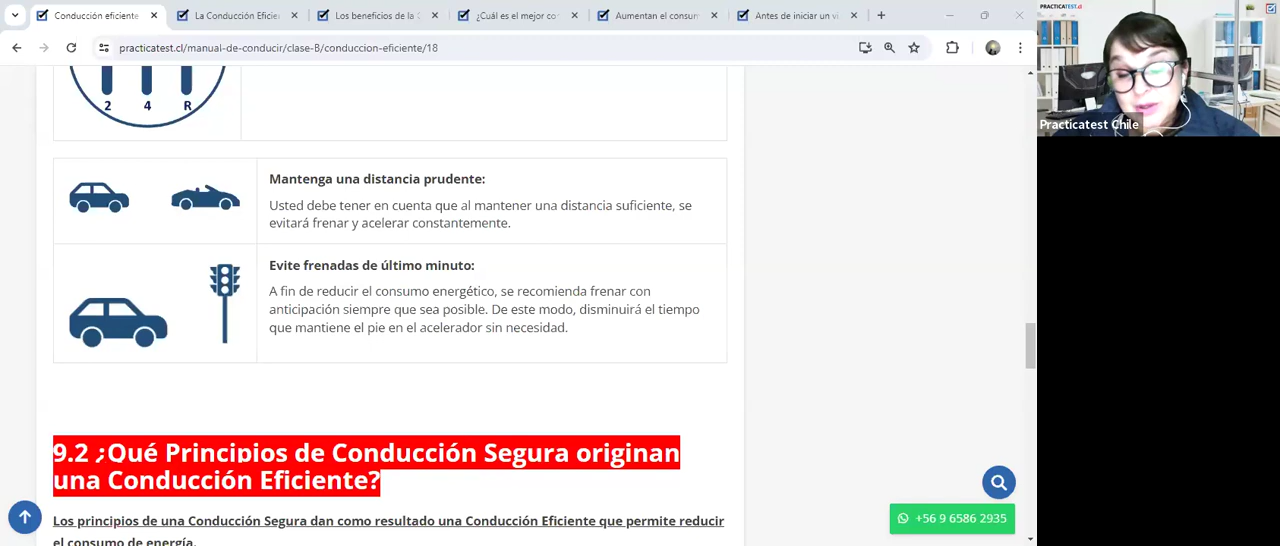 Conducción eficiente
La Conducción Eficien
Los beneficios de la C
¿Cuál es el mejor co
Aumentan el consum
Antes de iniciar un vi
practicatest.cl/manual-de-conducir/clase-B/conduccion-eficiente/18
PRACTICATEST.cl
Practicatest Chile
2 4 R
Mantenga una distancia prudente:
Usted debe tener en cuenta que al mantener una distancia suficiente, se
evitará frenar y acelerar constantemente.
Evite frenadas de último minuto:
A fin de reducir el consumo energético, se recomienda frenar con
anticipación siempre que sea posible. De este modo, disminuirá el tiempo
que mantiene el pie en el acelerador sin necesidad.
9.2 ¿Qué Principios de Conducción Segura originan
una Conducción Eficiente?
Los principios de una Conducción Segura dan como resultado una Conducción Eficiente que permite reducir
el consumo de energía.
+56 9 6586 2935